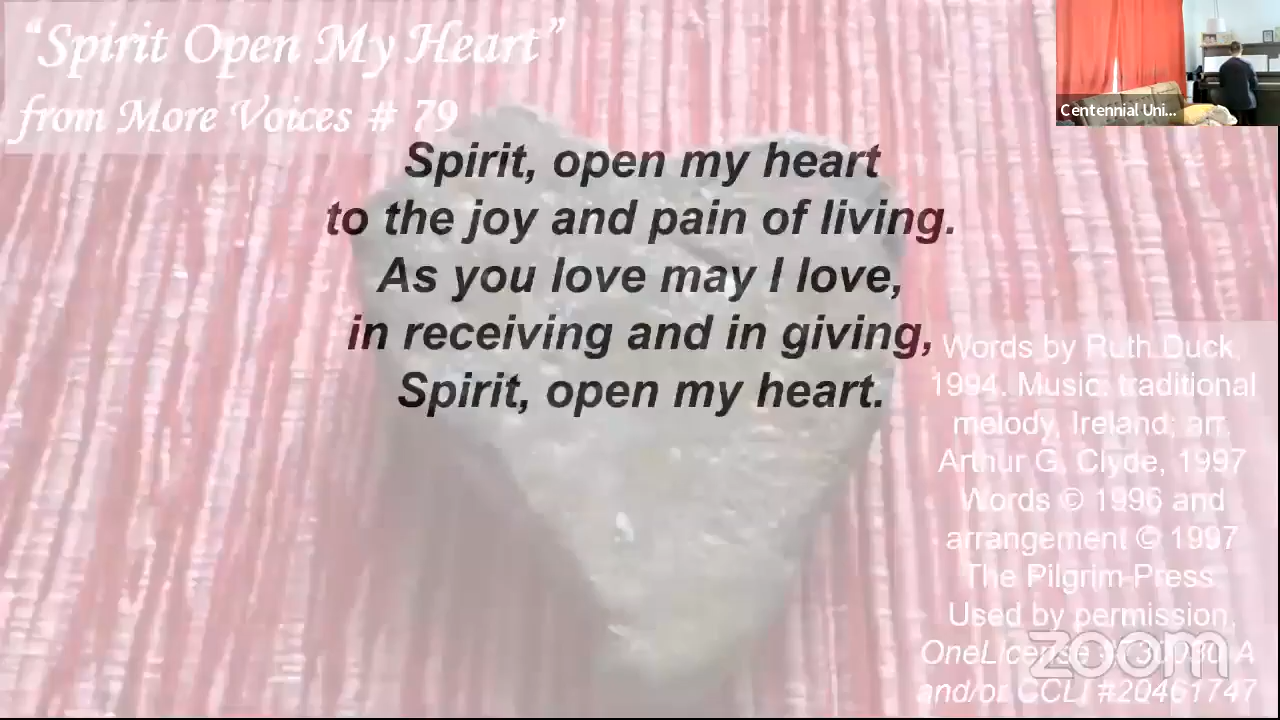 “Spirit Open My Heart”
from More Voices # 79
Centennial Uni...
Spirit, open my heart
to the joy and pain of living.
As you love may I love,
in receiving and in giving,
Spirit, open my heart.
Words by Ruth Duck,
1994. Music: traditional
melody, Ireland; arr.
Arthur G. Clyde, 1997
Words © 1996 and
arrangement © 1997
The Pilgrim Press
Used by permission,
OneLicense A
and/or CCLI #20461747
zoom